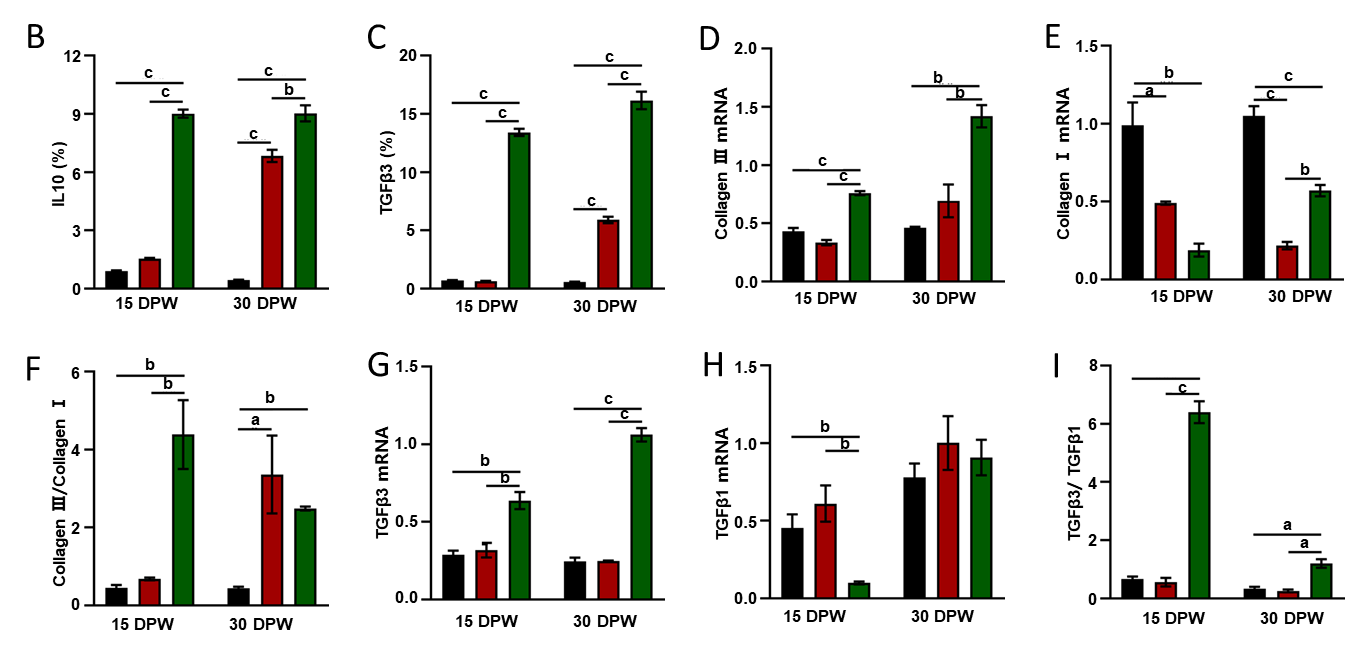 B
12
9
6
3
0
IL10 (%)
c
c
c
c
b
15 DPW
30 DPW
C
20
15
10
5
0
TGFβ3 (%)
c
c
c
c
c
15 DPW
30 DPW
D
2.0
1.5
1.0
0.5
0.0
Collagen Ⅲ mRNA
c
c
b
b
15 DPW
30 DPW
E
1.5
1.0
0.5
0.0
Collagen Ⅰ mRNA
b
a
c
c
b
15 DPW
30 DPW
F
6
4
2
0
Collagen Ⅲ/Collagen Ⅰ
b
b
b
a
15 DPW
30 DPW
G
1.5
1.0
0.5
0.0
TGFβ3 mRNA
b
b
c
c
15 DPW
30 DPW
H
1.5
1.0
0.5
0.0
TGFβ1 mRNA
b
b
15 DPW
30 DPW
I
8
6
4
2
0
TGFβ3/ TGFβ1
c
a
a
15 DPW
30 DPW